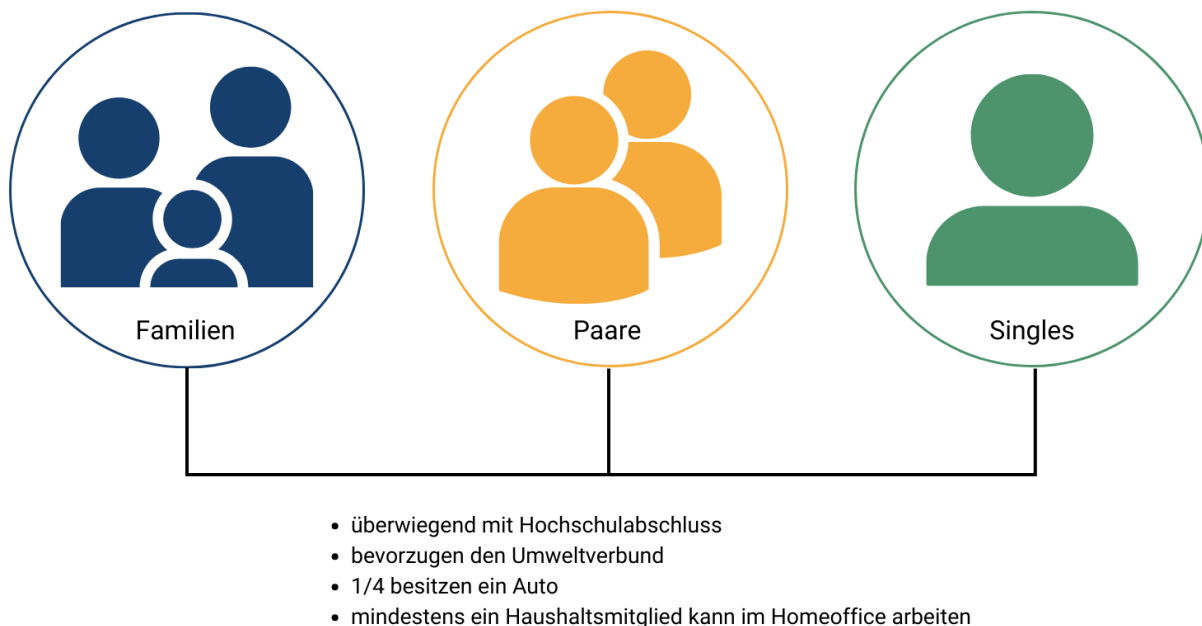 Familien
Paare
Singles
• überwiegend mit Hochschulabschluss
• bevorzugen den Umweltverbund
• 1/4 besitzen ein Auto
• mindestens ein Haushaltsmitglied kann im Homeoffice arbeiten